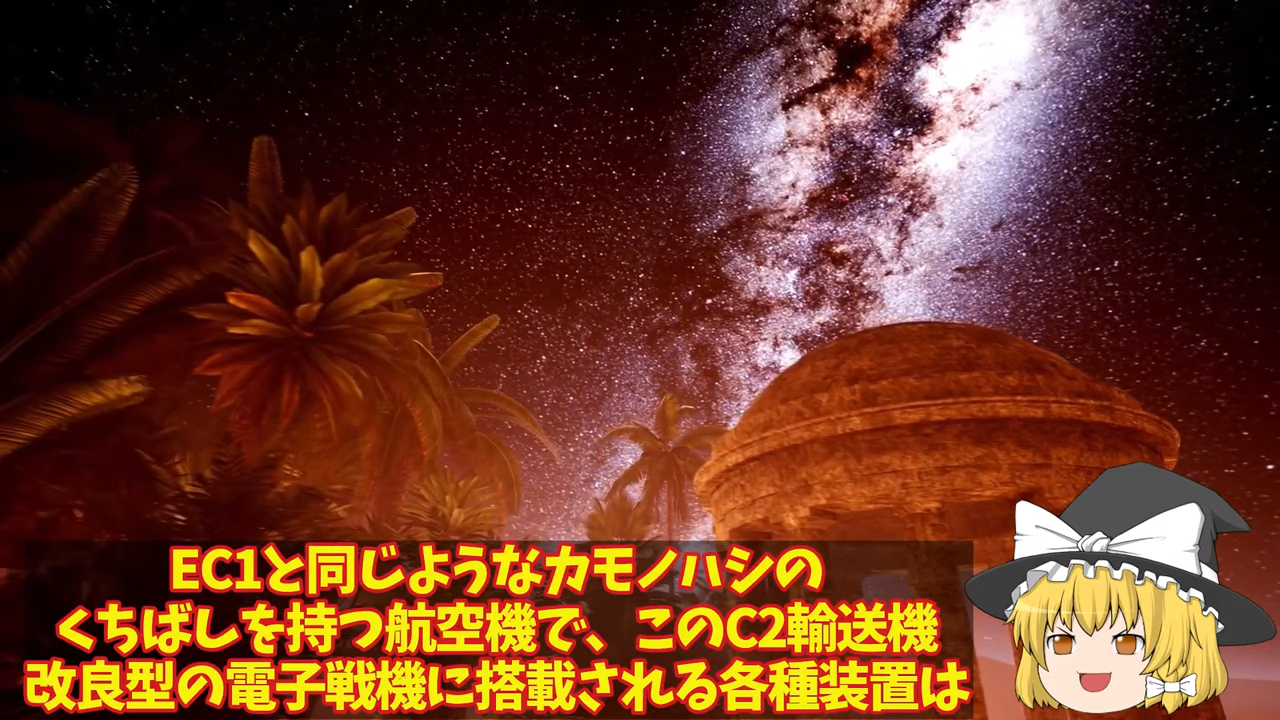 EC1と同じようなカモノハシの
くちばしを持つ航空機で、このC2輸送機
改良型の電子戦機に搭載される各種装置は